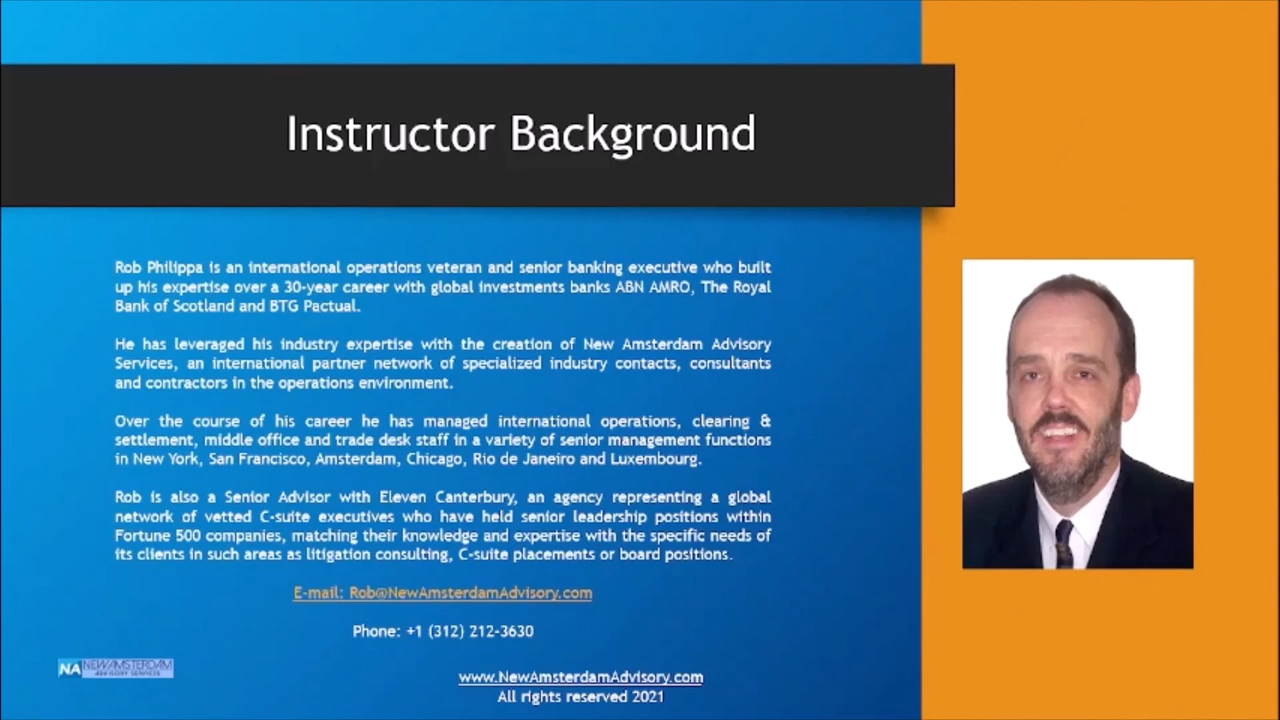 Instructor Background
Rob Philippa is an international operations veteran and senior banking executive who built
up his expertise over a 30-year career with global investments banks ABN AMRO, The Royal
Bank of Scotland and BTG Pactual.
He has leveraged his industry expertise with the creation of New Amsterdam Advisory
Services, an international partner network of specialized industry contacts, consultants
and contractors in the operations environment.
Over the course of his career he has managed international operations, clearing &
settlement, middle office and trade desk staff in a variety of senior management functions
in New York, San Francisco, Amsterdam, Chicago, Rio de Janeiro and Luxembourg.
Rob is also a Senior Advisor with Eleven Canterbury, an agency representing a global
network of vetted C-suite executives who have held senior leadership positions within
Fortune 500 companies, matching their knowledge and expertise with the specific needs of
its clients in such areas as litigation consulting, C-suite placements or board positions.
E-mail: Rob@NewAmsterdamAdvisory.com
Phone: +1 (312) 212-3630
NA NEW AMSTERDAM
ADVISORY SERVICES
www.NewAmsterdamAdvisory.com
All rights reserved 2021